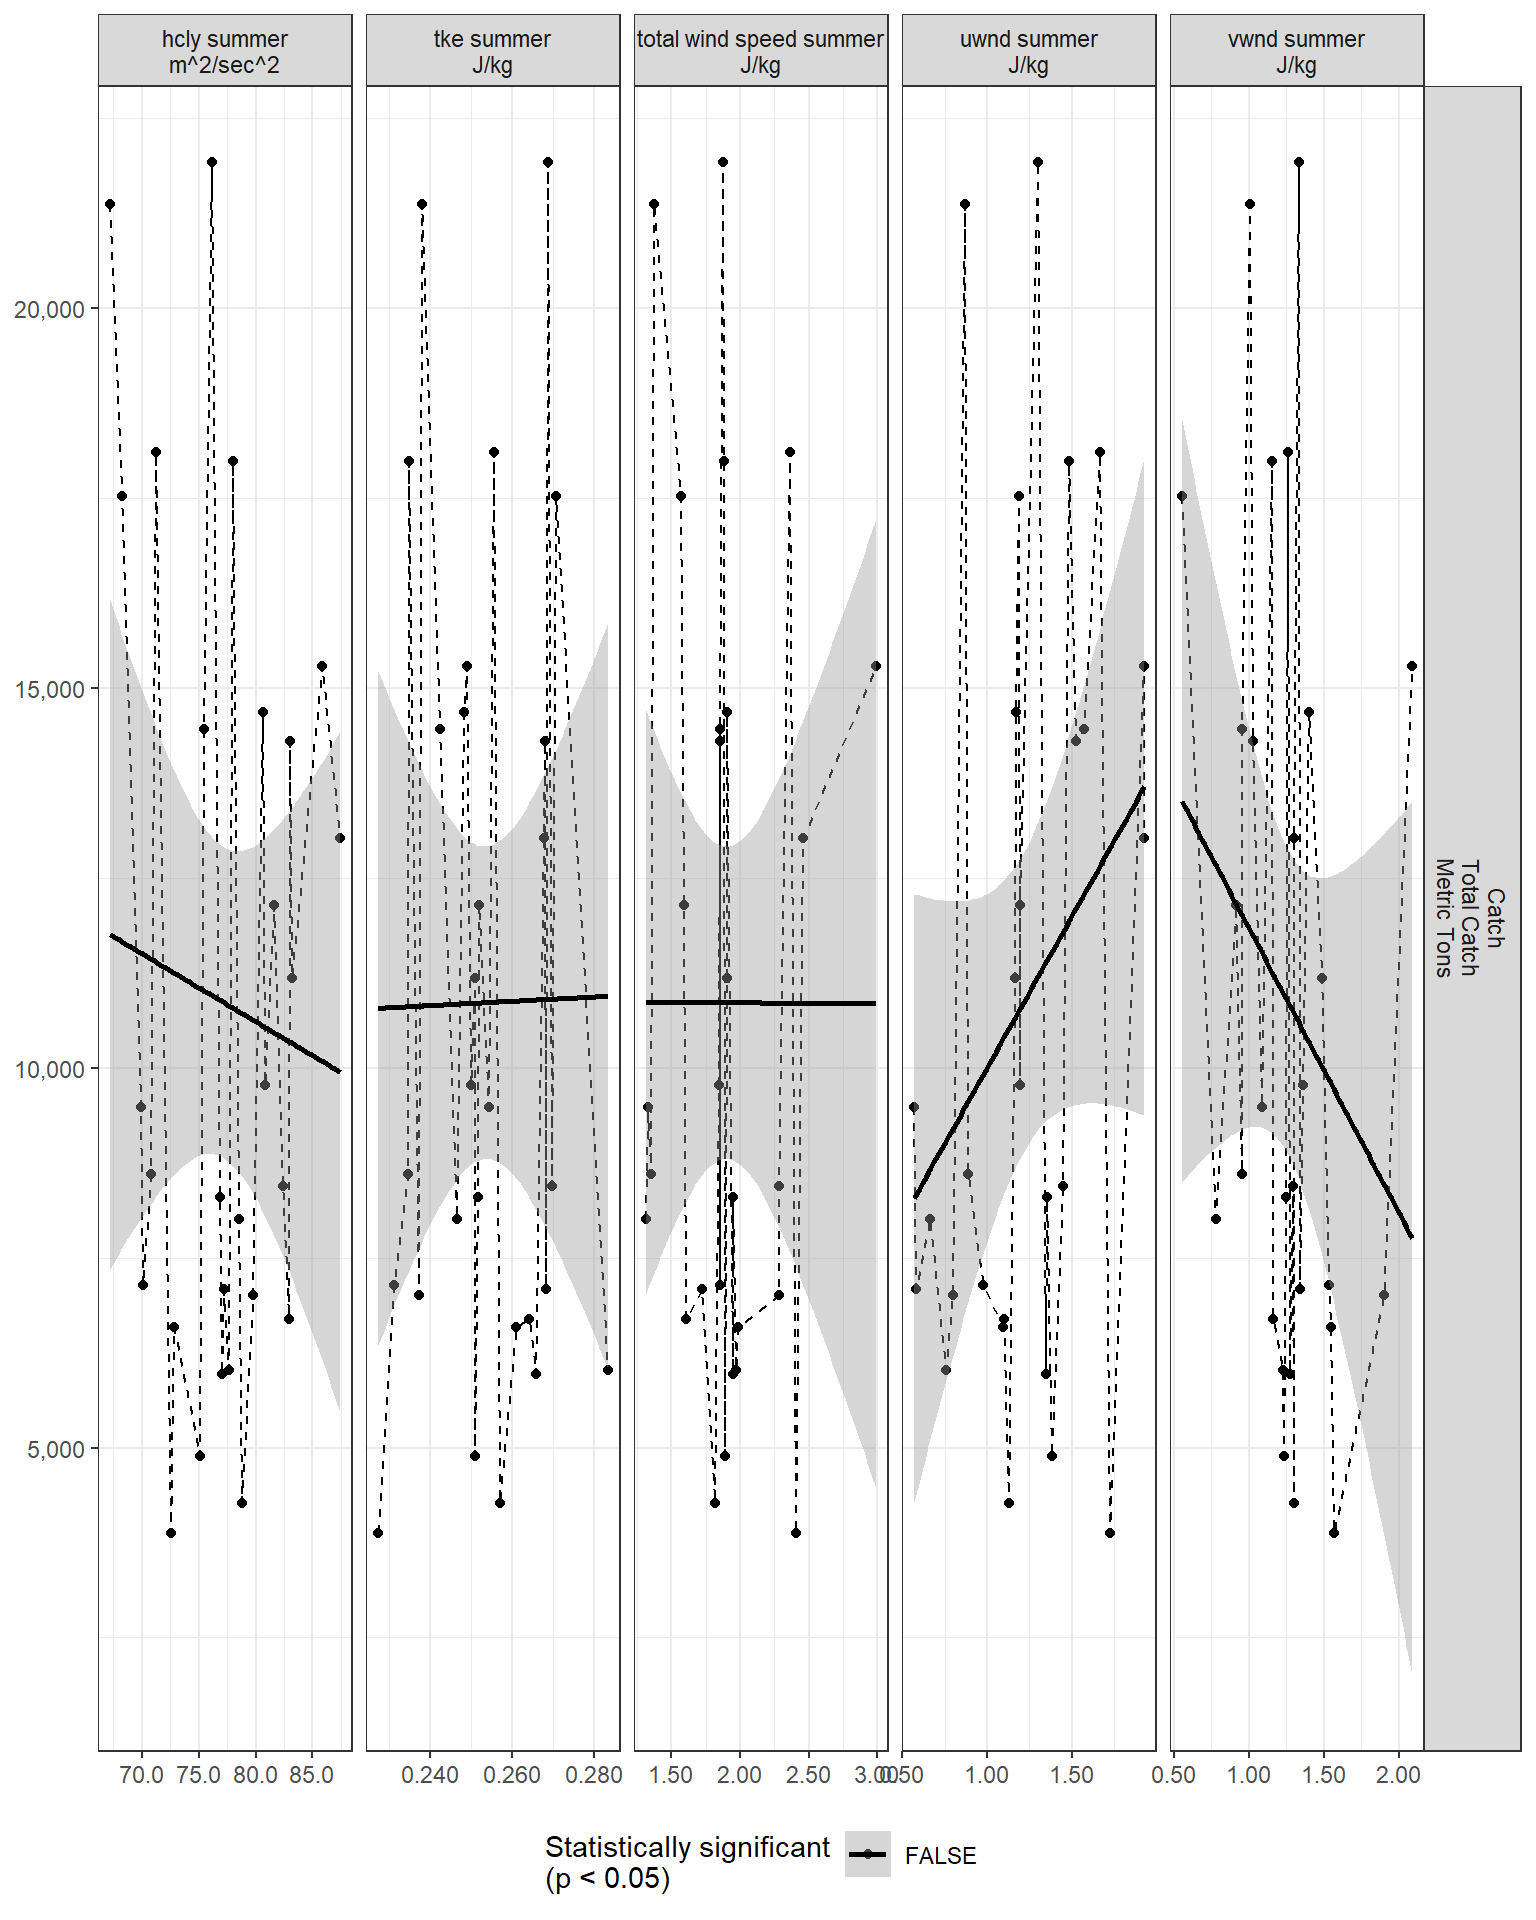 hcly summer
m^2/sec^2
tke summer
J/kg
total wind speed summer
J/kg
uwnd summer
J/kg
vwnd summer
J/kg
20,000
15,000
10,000
5,000
Catch
Total Catch
Metric Tons
70.0 75.0 80.0 85.0
0.240 0.260 0.280
1.50 2.00 2.50 3.00
0.50 1.00 1.50
0.50 1.00 1.50 2.00
Statistically significant
(p < 0.05)
FALSE